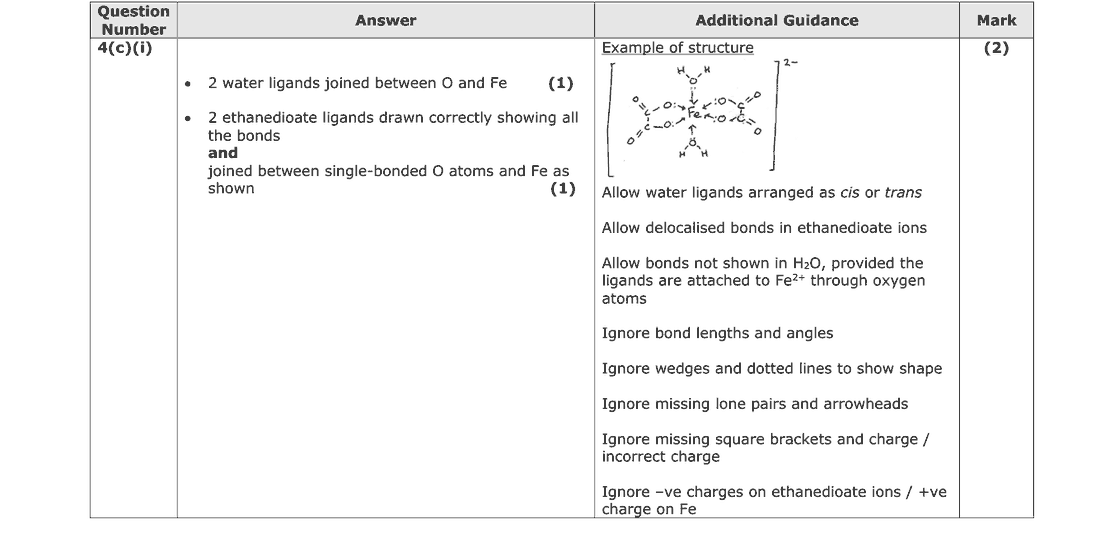 Question Number
Answer
Additional Guidance
Mark
4(c)(i)
• 2 water ligands joined between O and Fe (1)
• 2 ethanedioate ligands drawn correctly showing all
the bonds
and
joined between single-bonded O atoms and Fe as
shown (1)
Example of structure
(2)
2-
H H
O
O O: :O O
C C
Fe
C C
O O: :O O
O
H H
Allow water ligands arranged as cis or trans
Allow delocalised bonds in ethanedioate ions
Allow bonds not shown in H₂O, provided the
ligands are attached to Fe²⁺ through oxygen
atoms
Ignore bond lengths and angles
Ignore wedges and dotted lines to show shape
Ignore missing lone pairs and arrowheads
Ignore missing square brackets and charge /
incorrect charge
Ignore –ve charges on ethanedioate ions / +ve
charge on Fe